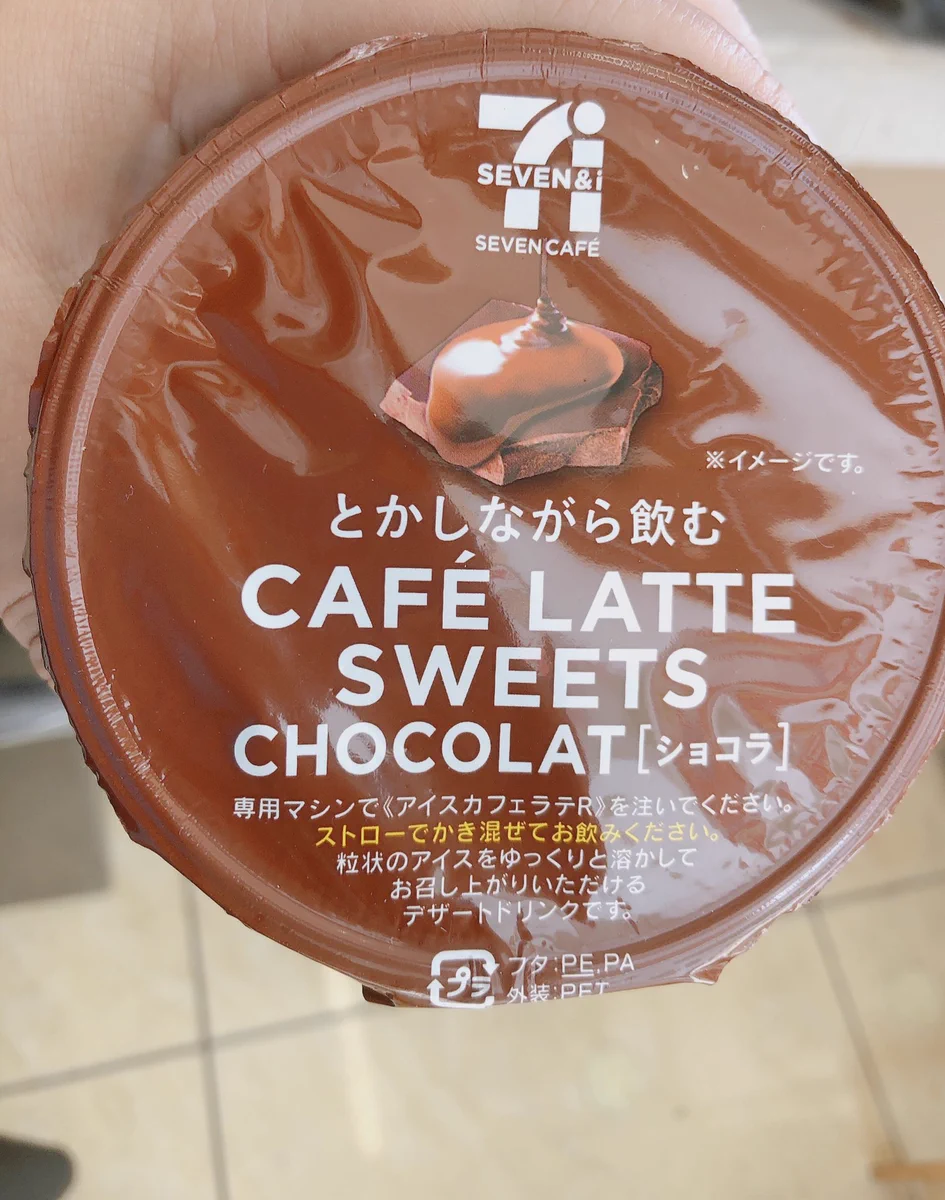 SEVEN&i
SEVEN CAFÉ
※イメージです。
とかしながら飲む
CAFÉ LATTE
SWEETS
CHOCOLAT [ショコラ]
専用マシンで《アイスカフェラテR》を注いでください。
ストローでかき混ぜてお飲みください。
粒状のアイスをゆっくりと溶かして
お召し上がりいただける
デザートドリンクです。
プラ
フタ:PE,PA
外装:PET